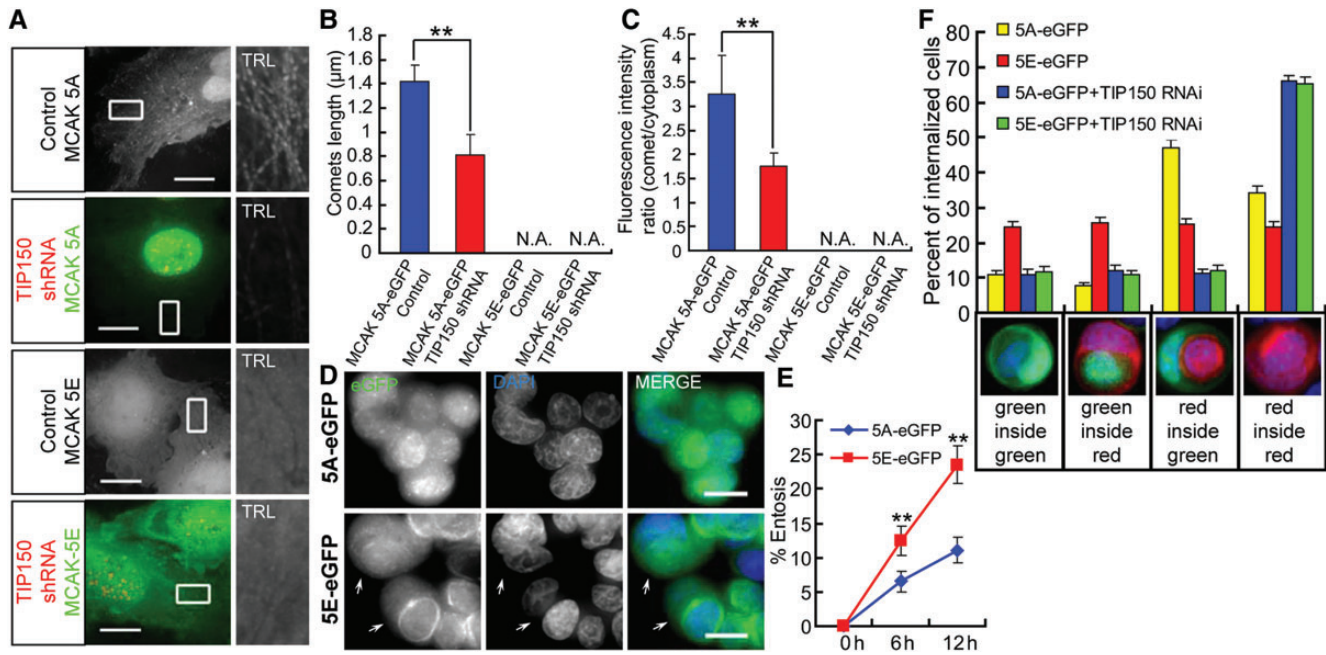 A
Control
MCAK 5A
TRL
TIP150
shRNA
MCAK 5A
TRL
Control
MCAK 5E
TRL
TIP150
shRNA
MCAK-5E
TRL
B
Comets length (μm)
1.8
1.6
1.4
1.2
1
0.8
0.6
0.4
0.2
0
**
N.A.
N.A.
MCAK 5A-eGFP
Control
MCAK 5A-eGFP
TIP150 shRNA
MCAK 5E-eGFP
Control
MCAK 5E-eGFP
TIP150 shRNA
C
Fluorescence intensity
ratio (comet/cytoplasm)
4.5
4
3.5
3
2.5
2
1.5
1
0.5
0
**
N.A.
N.A.
MCAK 5A-eGFP
Control
MCAK 5A-eGFP
TIP150 shRNA
MCAK 5E-eGFP
Control
MCAK 5E-eGFP
TIP150 shRNA
D
eGFP
DAPI
MERGE
5A-eGFP
5E-eGFP
E
% Entosis
30
25
20
15
10
5
0
5A-eGFP
5E-eGFP
**
**
0h
6h
12h
F
Percent of internalized cells
80
70
60
50
40
30
20
10
0
5A-eGFP
5E-eGFP
5A-eGFP+TIP150 RNAi
5E-eGFP+TIP150 RNAi
green
inside
green
green
inside
red
red
inside
green
red
inside
red